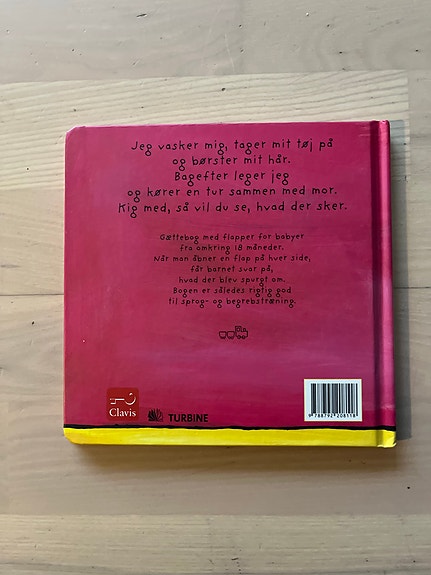 Jeg vasker mig, tager mit tøj på
og børster mit hår.
Bagefter leger jeg
og kører en tur sammen med mor.
Kig med, så vil du se, hvad der sker.
Gættebog med flapper for babyer
fra omkring 18 måneder.
Når man åbner en flap på hver side,
får barnet svar på,
hvad der blev spurgt om.
Bogen er således rigtig god
til sprog- og begrebstræning.
Clavis
TURBINE
9 788792 208118